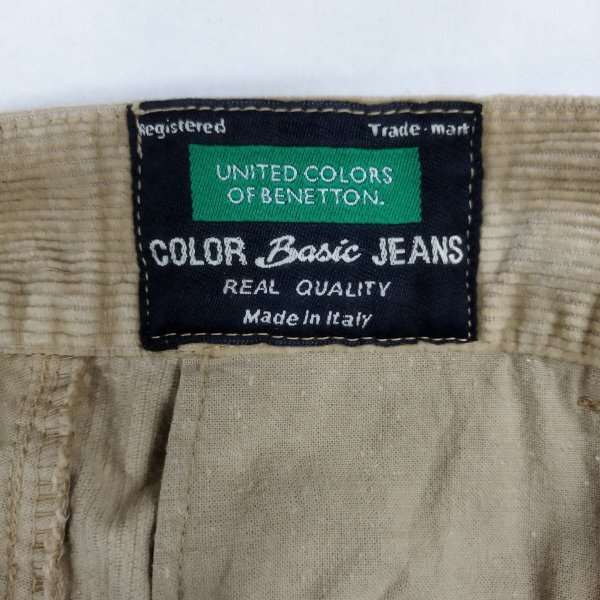 Registered Trade-mark
UNITED COLORS
OF BENETTON.
COLOR Basic JEANS
REAL QUALITY
Made in Italy